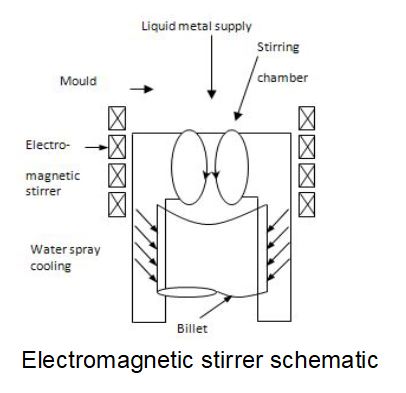 Liquid metal supply
Stirring
chamber
Mould
Electro-
magnetic
stirrer
Water spray
cooling
Billet
Electromagnetic stirrer schematic